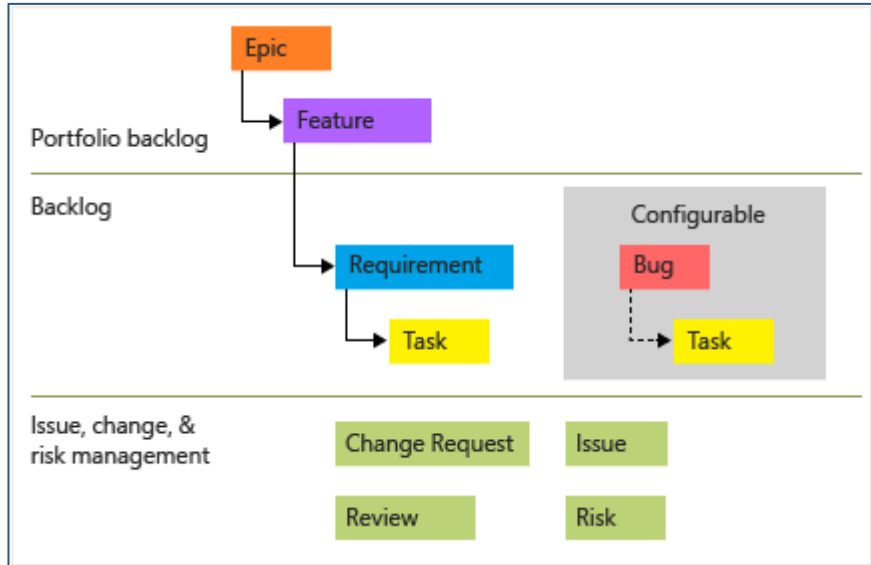 Epic
Feature
Portfolio backlog
Backlog
Configurable
Requirement
Bug
Task
Task
Issue, change, &
risk management
Change Request
Issue
Review
Risk